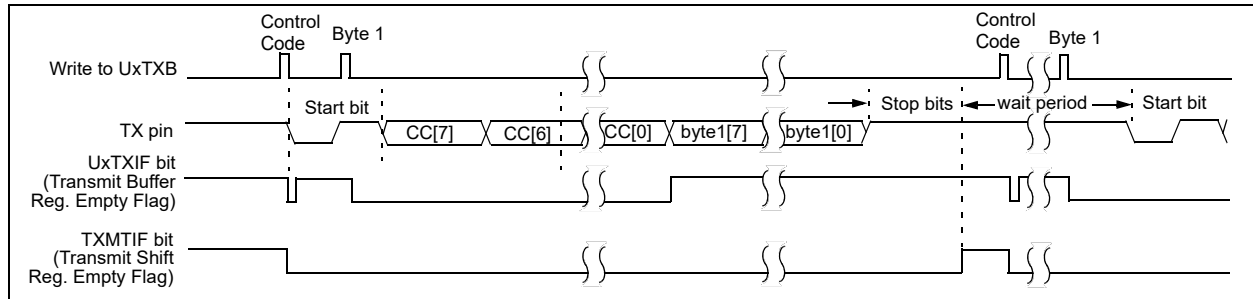 Control
Code
Byte 1
Control
Code
Byte 1
Write to UxTXB
Start bit
Stop bits
wait period
Start bit
TX pin
CC[7]
CC[6]
CC[0]
byte1[7]
byte1[0]
UxTXIF bit
(Transmit Buffer
Reg. Empty Flag)
TXMTIF bit
(Transmit Shift
Reg. Empty Flag)